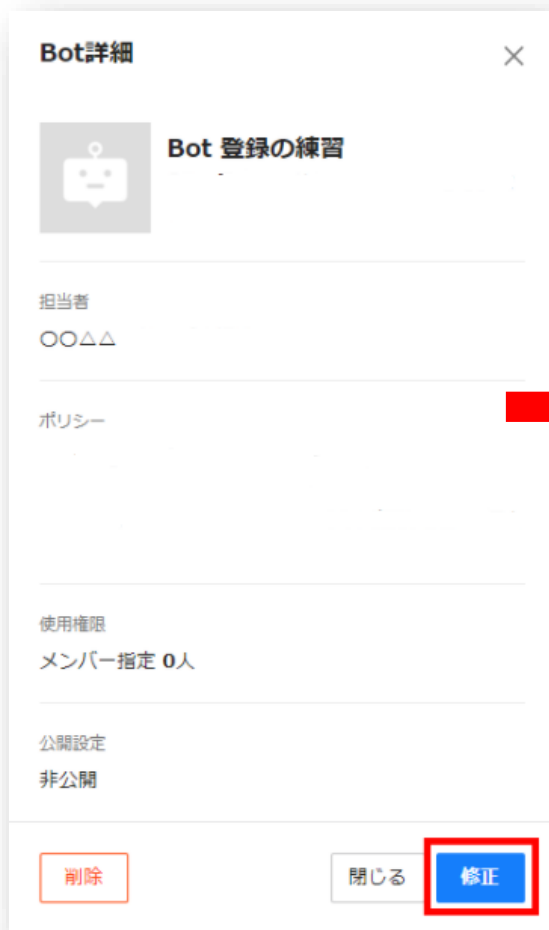 Bot詳細
Bot 登録の練習
担当者
〇〇△△
ポリシー
使用権限
メンバー指定 0人
公開設定
非公開
削除
閉じる
修正